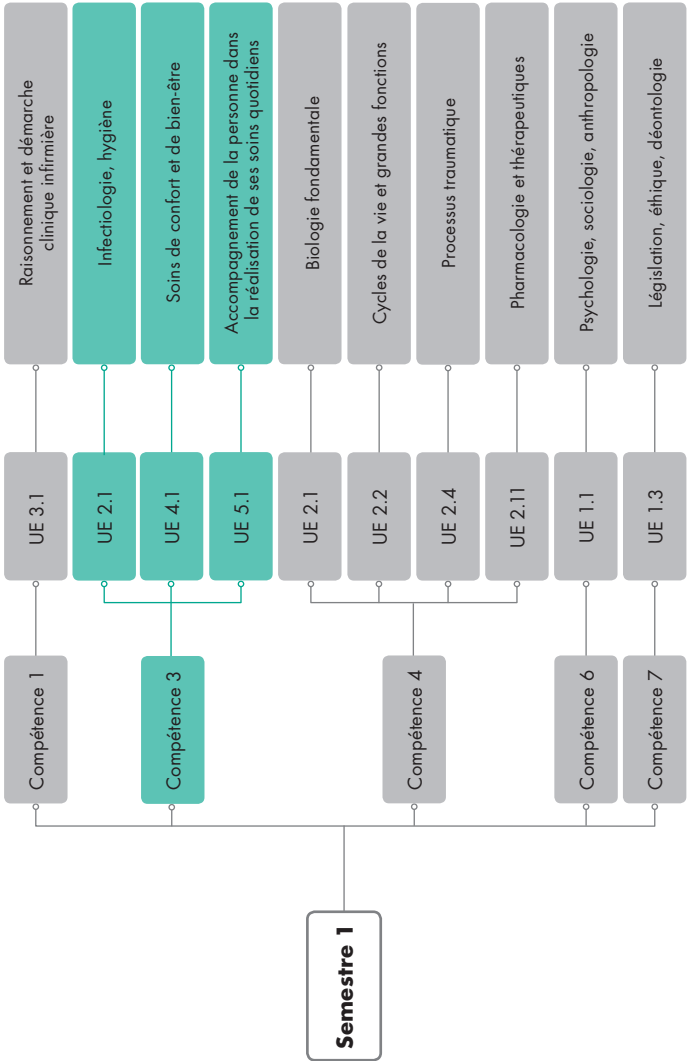 Semestre 1
Compétence 1
UE 3.1
Raisonnement et démarche
clinique infirmière
Compétence 3
UE 2.1
Infectiologie, hygiène
UE 4.1
Soins de confort et de bien-être
UE 5.1
Accompagnement de la personne dans
la réalisation de ses soins quotidiens
Compétence 4
UE 2.1
Biologie fondamentale
UE 2.2
Cycles de la vie et grandes fonctions
UE 2.4
Processus traumatique
UE 2.11
Pharmacologie et thérapeutiques
Compétence 6
UE 1.1
Psychologie, sociologie, anthropologie
Compétence 7
UE 1.3
Législation, éthique, déontologie